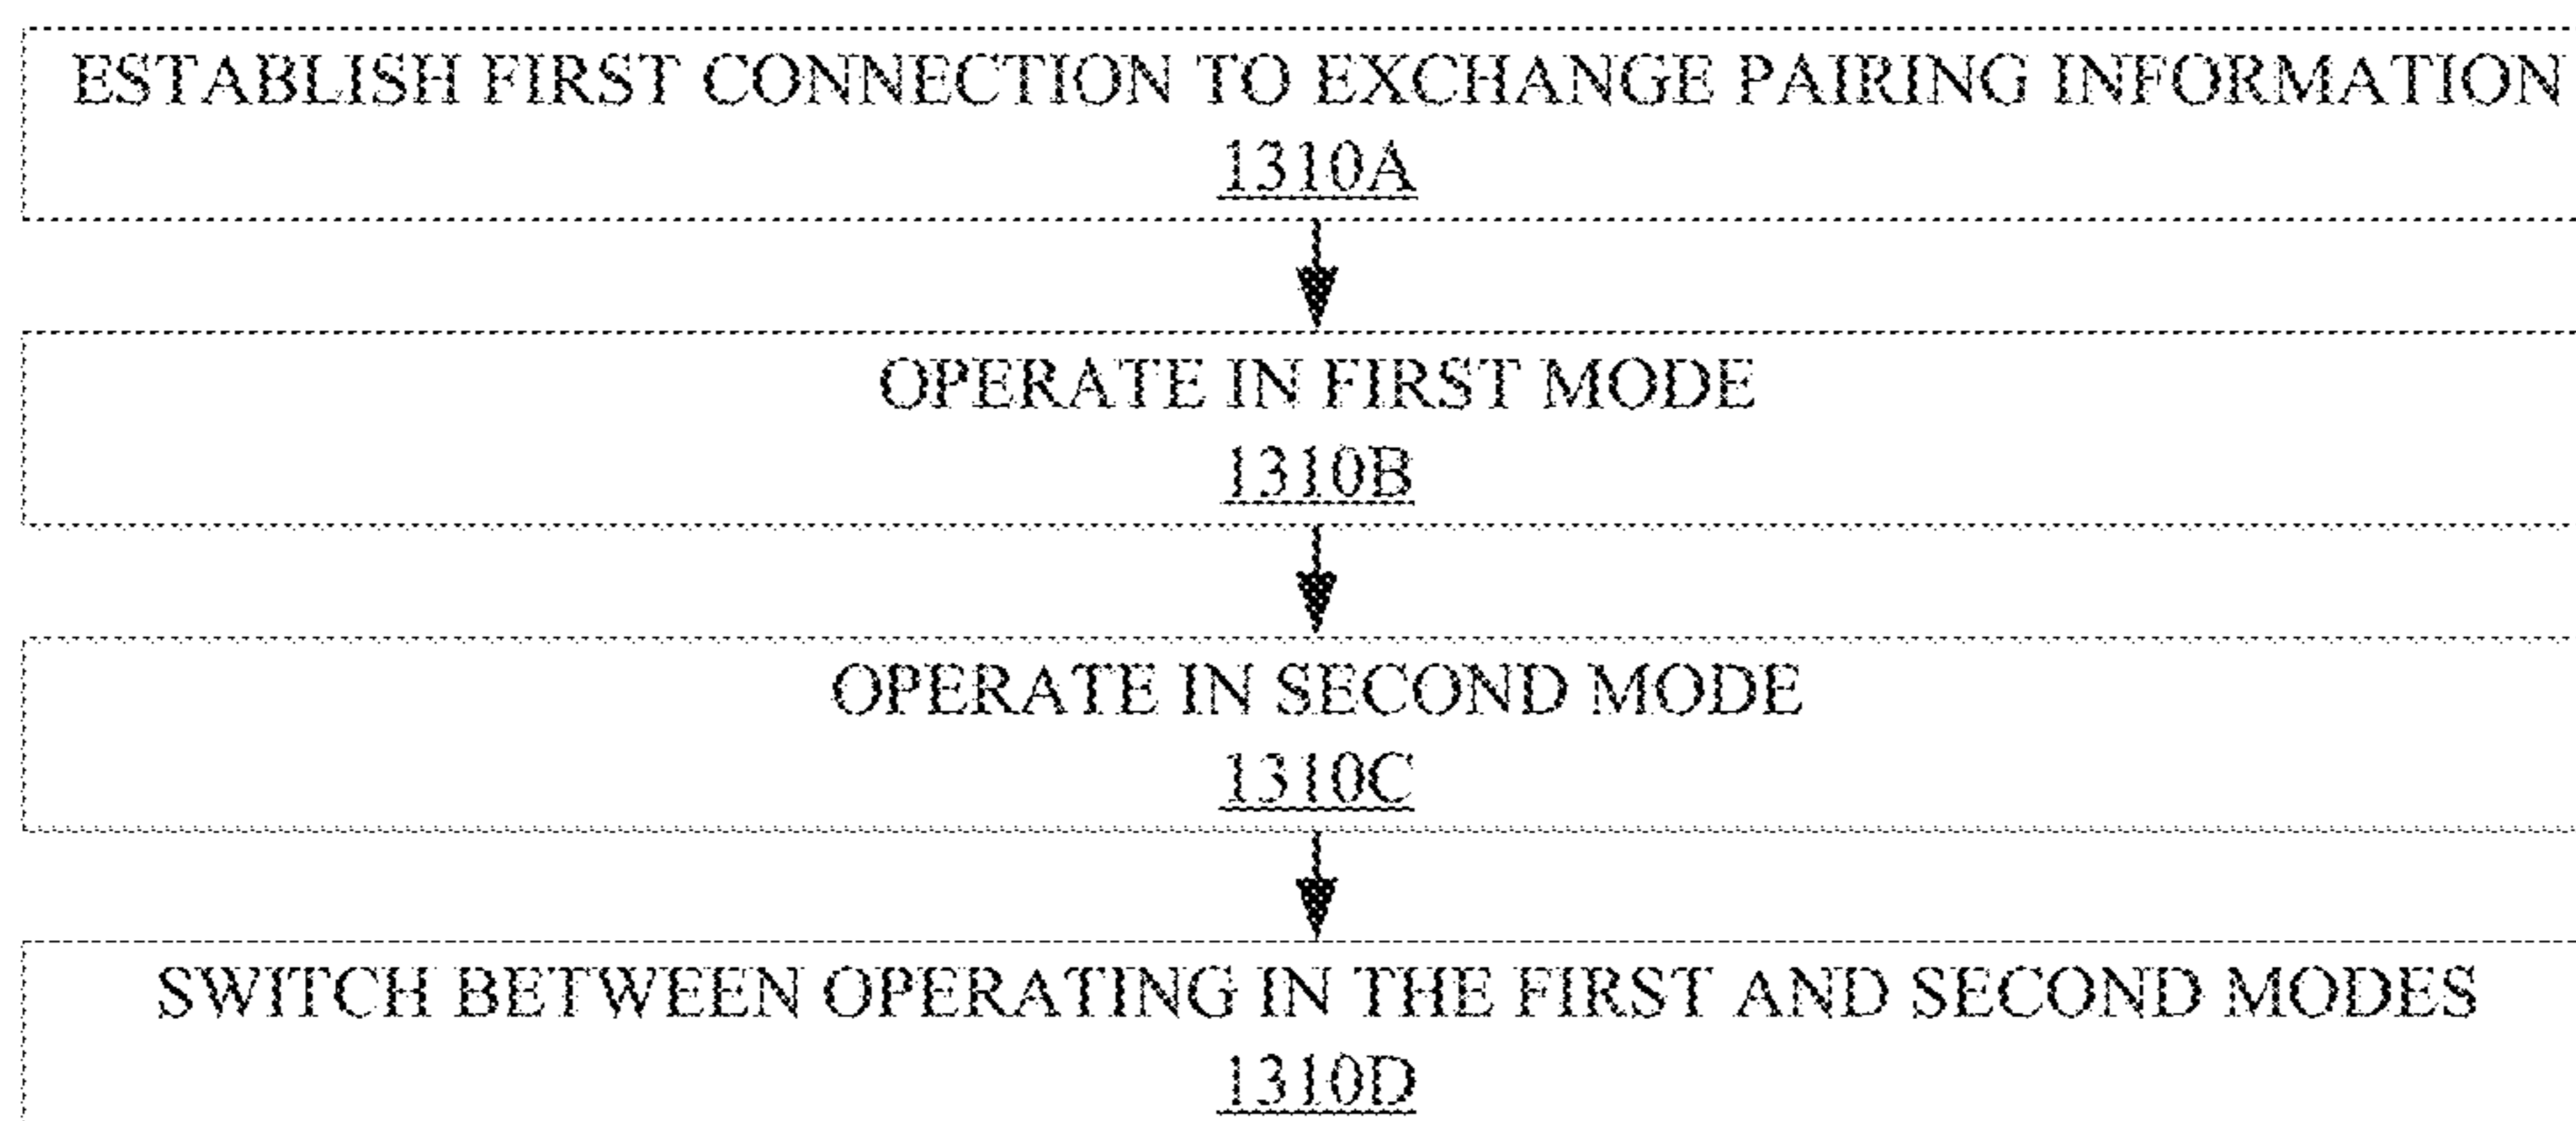 ESTABLISH FIRST CONNECTION TO EXCHANGE PAIRING INFORMATION
1310A
OPERATE IN FIRST MODE
1310B
OPERATE IN SECOND MODE
1310C
SWITCH BETWEEN OPERATING IN THE FIRST AND SECOND MODES
1310D